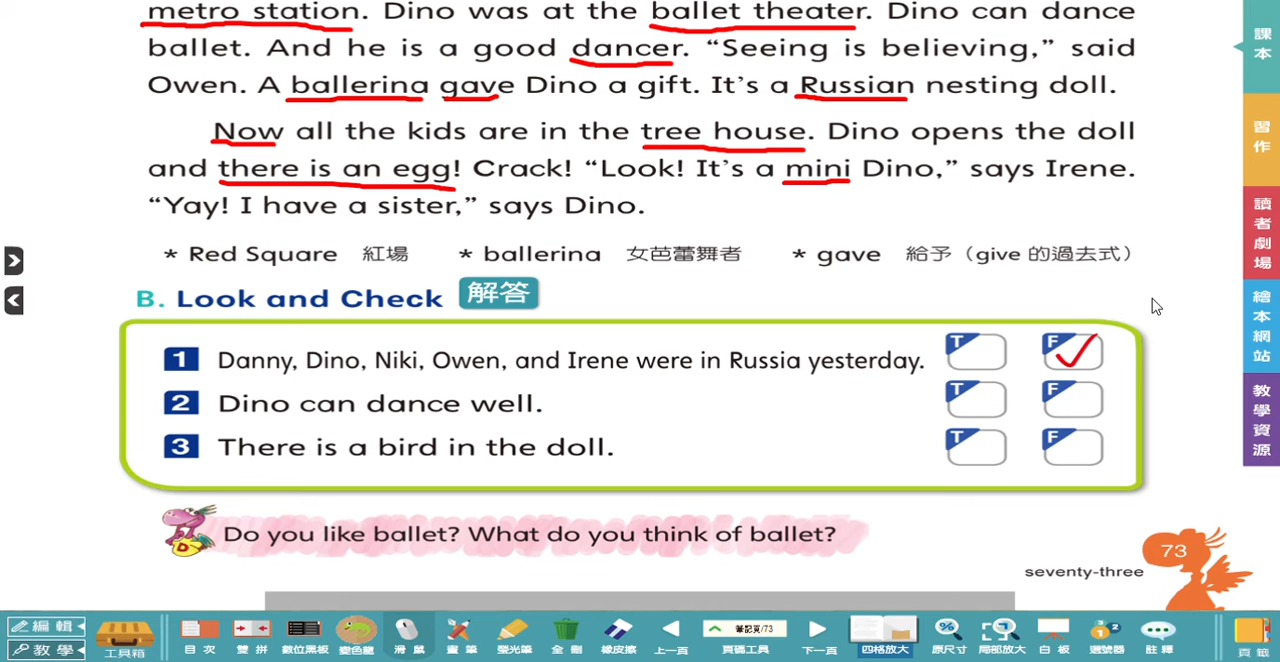 metro station. Dino was at the ballet theater. Dino can dance
ballet. And he is a good dancer. “Seeing is believing,” said
Owen. A ballerina gave Dino a gift. It’s a Russian nesting doll.
Now all the kids are in the tree house. Dino opens the doll
and there is an egg! Crack! “Look! It’s a mini Dino,” says Irene.
“Yay! I have a sister,” says Dino.
* Red Square 紅場 * ballerina 女芭蕾舞者 * gave 給予（give 的過去式）
B. Look and Check 解答
1 Danny, Dino, Niki, Owen, and Irene were in Russia yesterday. T F
2 Dino can dance well. T F
3 There is a bird in the doll. T F
D
Do you like ballet? What do you think of ballet?
73
seventy-three
課本
習作
讀者劇場
繪本網站
教學資源
編輯
教學
工具箱
目次
雙拼
數位黑板
變色龍
滑鼠
畫筆
螢光筆
全刪
橡皮擦
上一頁
筆記頁/73
頁碼工具
下一頁
四格放大
原尺寸
局部放大
白板
選號器
註釋
頁籤